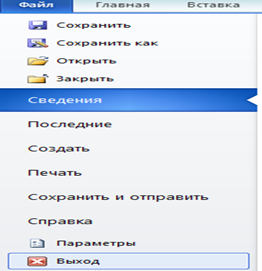 Файл Главная Вставка
Сохранить
Сохранить как
Открыть
Закрыть
Сведения
Последние
Создать
Печать
Сохранить и отправить
Справка
Параметры
Выход